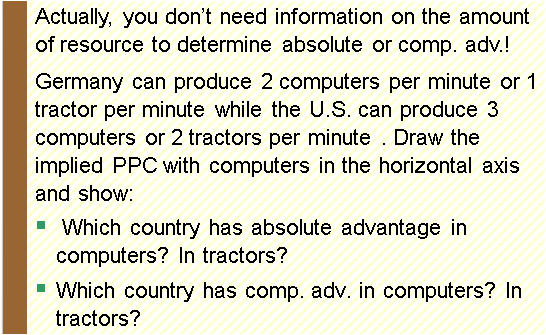 Actually, you don't need information on the amount
of resource to determine absolute or comp. adv.!
Germany can produce 2 computers per minute or 1
tractor per minute while the U.S. can produce 3
computers or 2 tractors per minute . Draw the
implied PPC with computers in the horizontal axis
and show:
Which country has absolute advantage in
computers? In tractors?
Which country has comp. adv. in computers? In
tractors?